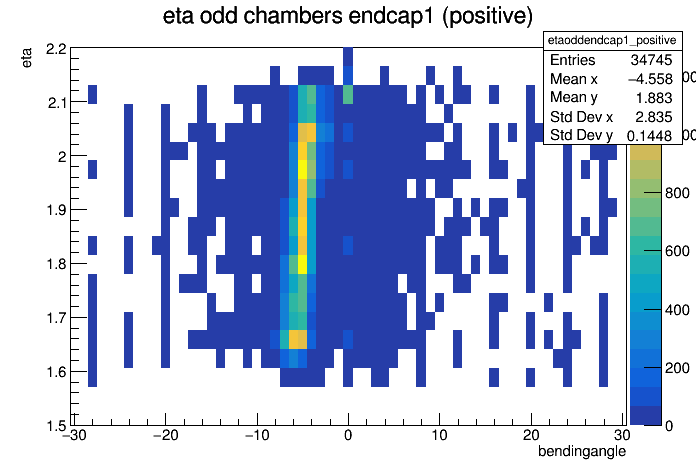 eta odd chambers endcap1 (positive)
etaoddendcap1_positive
Entries 34745
Mean x −4.558
Mean y 1.883
Std Dev x 2.835
Std Dev y 0.1448
eta
2.2
2.1
2
1.9
1.8
1.7
1.6
1.5
−30 −20 −10 0 10 20 30
bendingangle
800
600
400
200
0